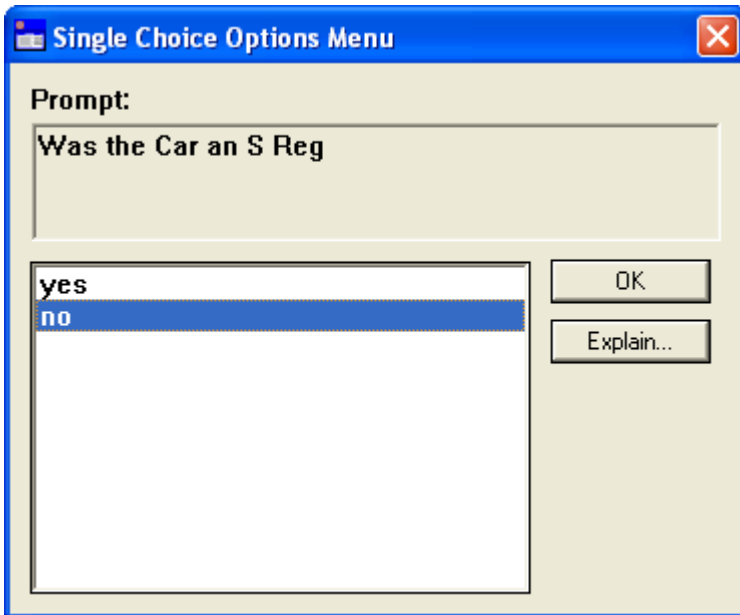 Single Choice Options Menu
Prompt:
Was the Car an S Reg
yes
no
OK
Explain...